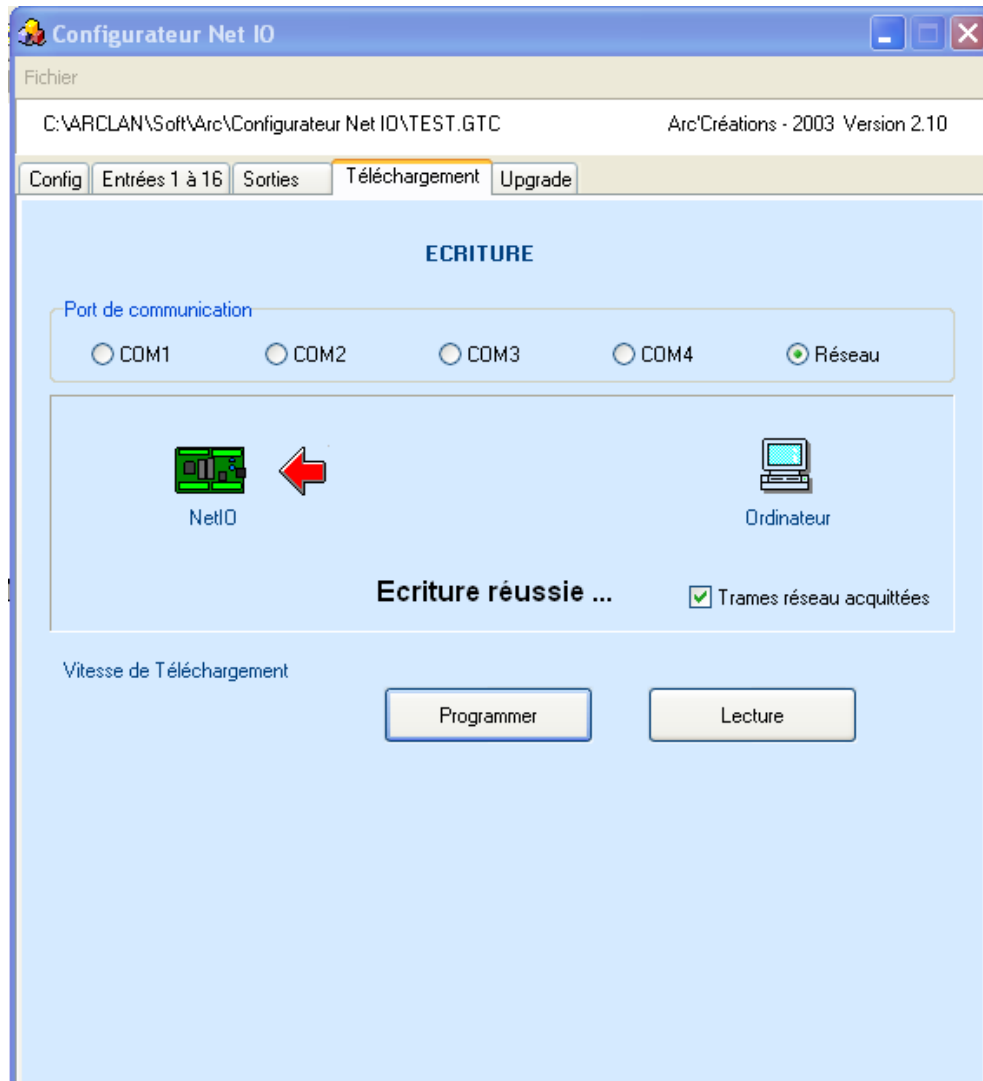 Configurateur Net IO
Fichier
C:\ARCLAN\Soft\Arc\Configurateur Net IO\TEST.GTC Arc'Créations - 2003 Version 2.10
Config Entrées 1 à 16 Sorties Téléchargement Upgrade
ECRITURE
Port de communication
COM1 COM2 COM3 COM4 Réseau
NetIO Ordinateur
Ecriture réussie ... Trames réseau acquittées
Vitesse de Téléchargement
Programmer Lecture